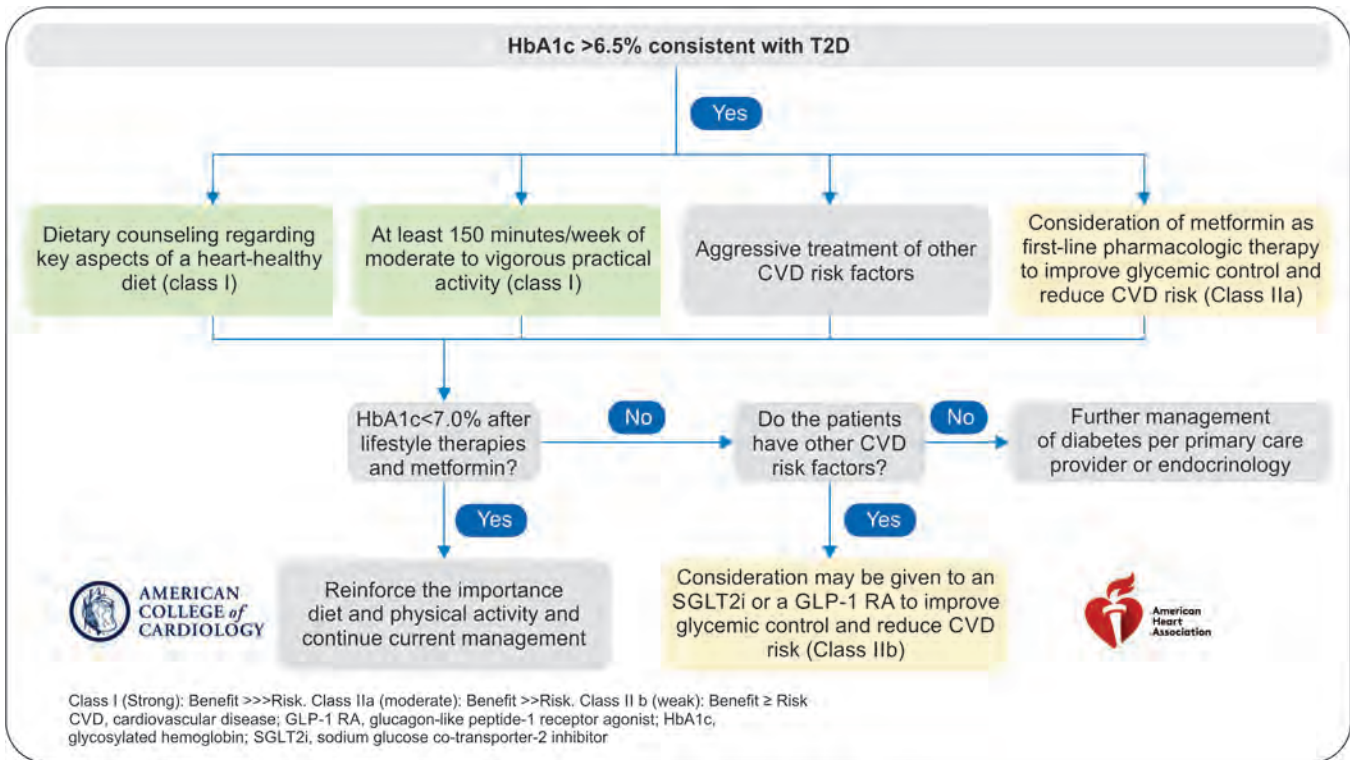 HbA1c >6.5% consistent with T2D
Yes
Dietary counseling regarding
key aspects of a heart-healthy
diet (class I)
At least 150 minutes/week of
moderate to vigorous practical
activity (class I)
Aggressive treatment of other
CVD risk factors
Consideration of metformin as
first-line pharmacologic therapy
to improve glycemic control and
reduce CVD risk (Class IIa)
HbA1c<7.0% after
lifestyle therapies
and metformin?
No
Do the patients
have other CVD
risk factors?
No
Further management
of diabetes per primary care
provider or endocrinology
Yes
Yes
AMERICAN
COLLEGE of
CARDIOLOGY
Reinforce the importance
diet and physical activity and
continue current management
Consideration may be given to an
SGLT2i or a GLP-1 RA to improve
glycemic control and reduce CVD
risk (Class IIb)
American
Heart
Association
Class I (Strong): Benefit >>>Risk. Class IIa (moderate): Benefit >>Risk. Class II b (weak): Benefit ≥ Risk
CVD, cardiovascular disease; GLP-1 RA, glucagon-like peptide-1 receptor agonist; HbA1c,
glycosylated hemoglobin; SGLT2i, sodium glucose co-transporter-2 inhibitor